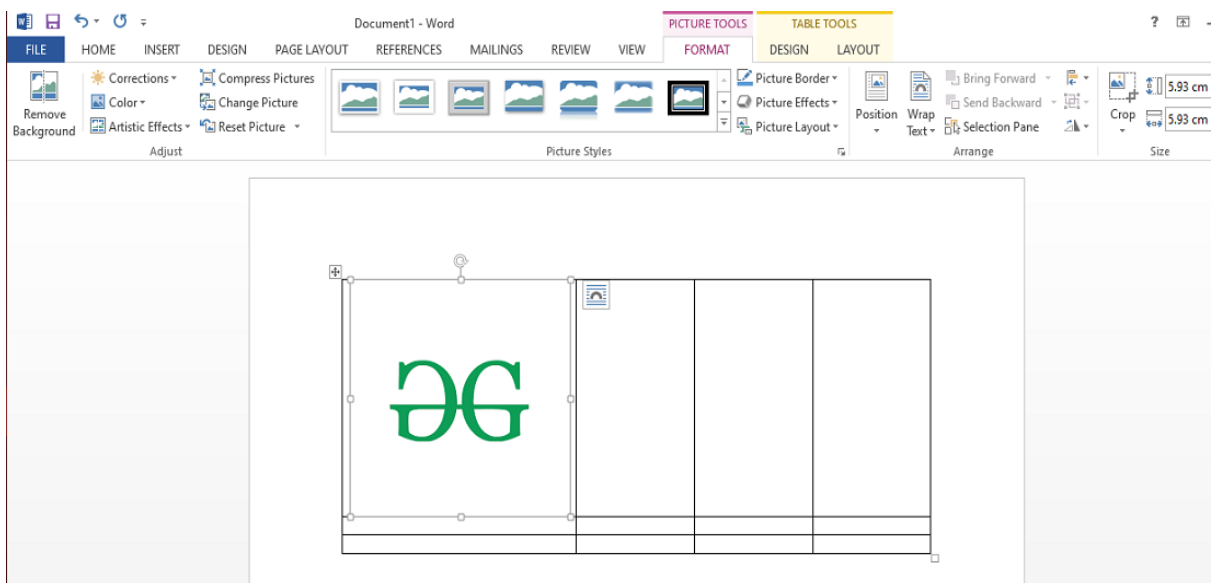 Document1 - Word
PICTURE TOOLS
TABLE TOOLS
?
FILE
HOME
INSERT
DESIGN
PAGE LAYOUT
REFERENCES
MAILINGS
REVIEW
VIEW
FORMAT
DESIGN
LAYOUT
Remove
Background
Corrections
Color
Artistic Effects
Compress Pictures
Change Picture
Reset Picture
Adjust
Picture Styles
Picture Border
Picture Effects
Picture Layout
Position
Wrap
Text
Bring Forward
Send Backward
Selection Pane
Arrange
Crop
5.93 cm
5.93 cm
Size